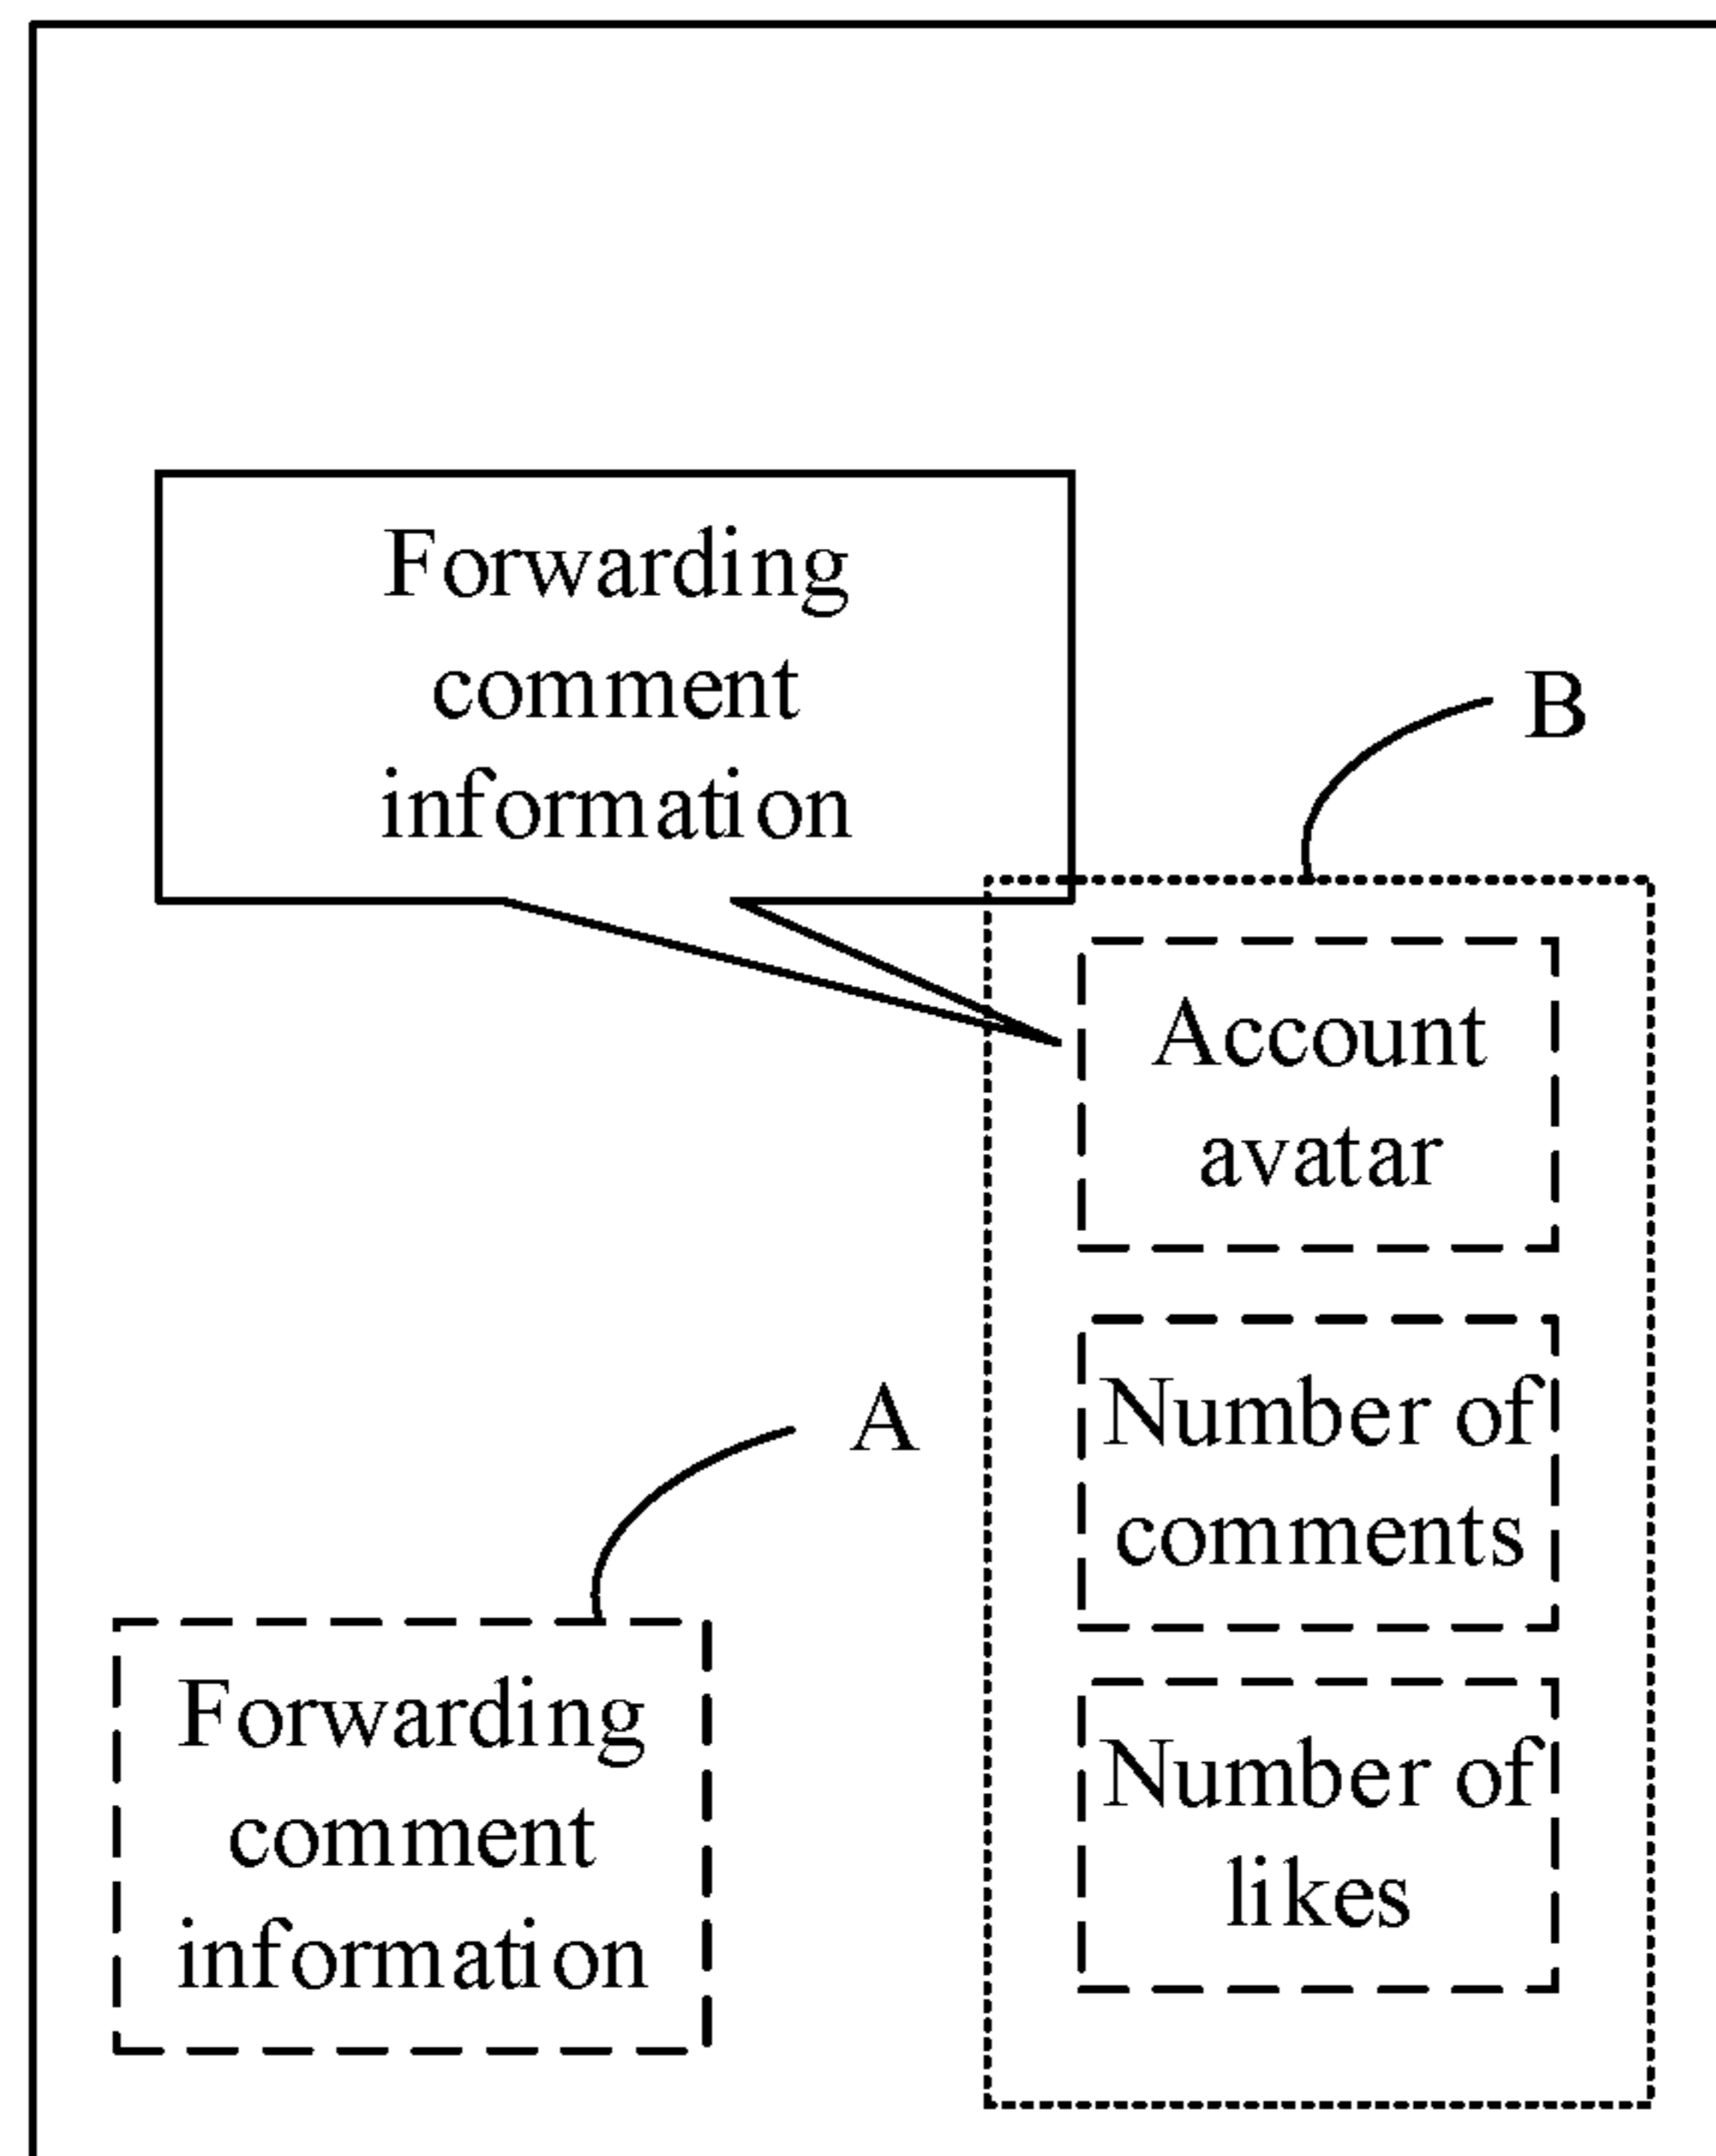 Forwarding
comment
information
B
Account
avatar
Number of
comments
A
Forwarding
comment
information
Number of
likes